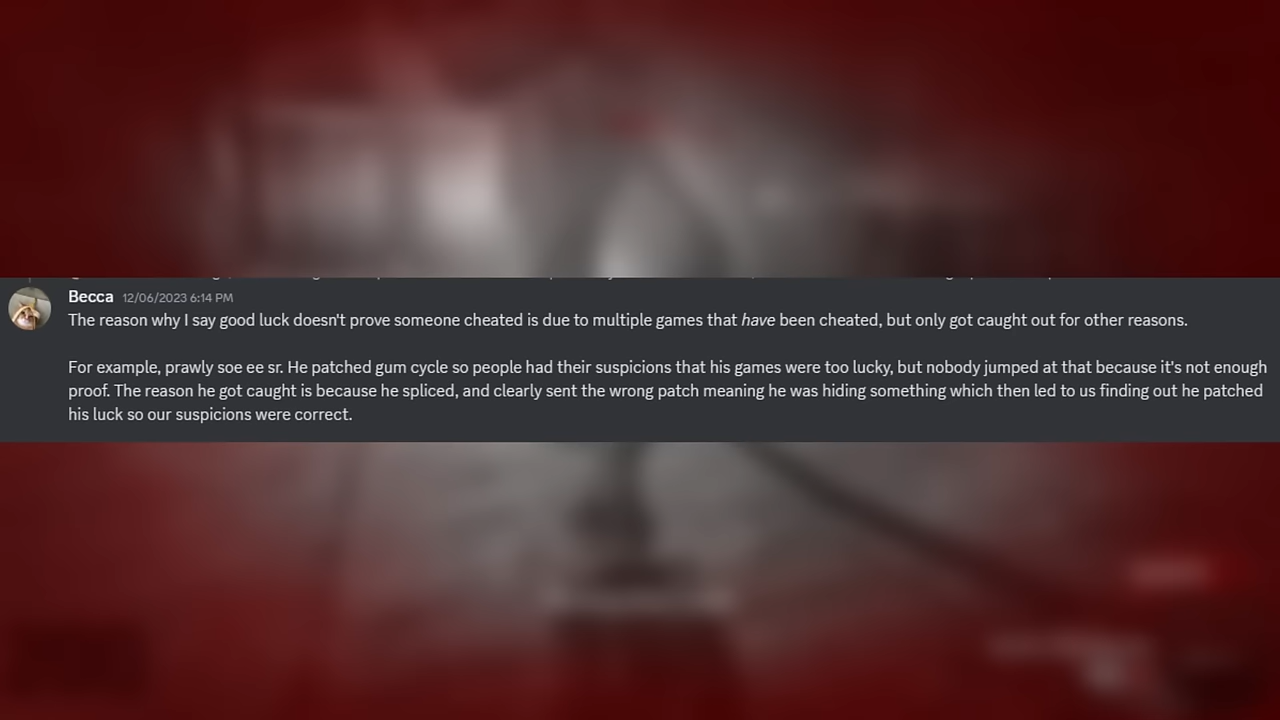 Becca 12/06/2023 6:14 PM
The reason why I say good luck doesn't prove someone cheated is due to multiple games that have been cheated, but only got caught out for other reasons.
For example, prawly soe ee sr. He patched gum cycle so people had their suspicions that his games were too lucky, but nobody jumped at that because it's not enough
proof. The reason he got caught is because he spliced, and clearly sent the wrong patch meaning he was hiding something which then led to us finding out he patched
his luck so our suspicions were correct.